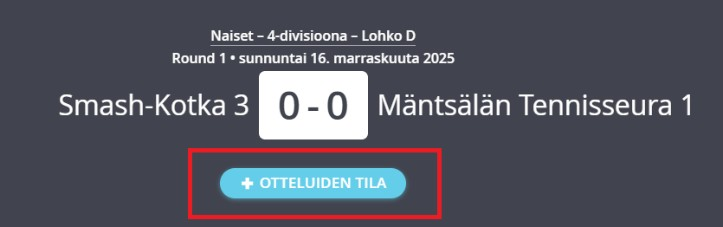 Naiset – 4-divisioona – Lohko D
Round 1 • sunnuntai 16. marraskuuta 2025
Smash-Kotka 3 0 - 0 Mäntsälän Tennisseura 1
+ OTTELUIDEN TILA